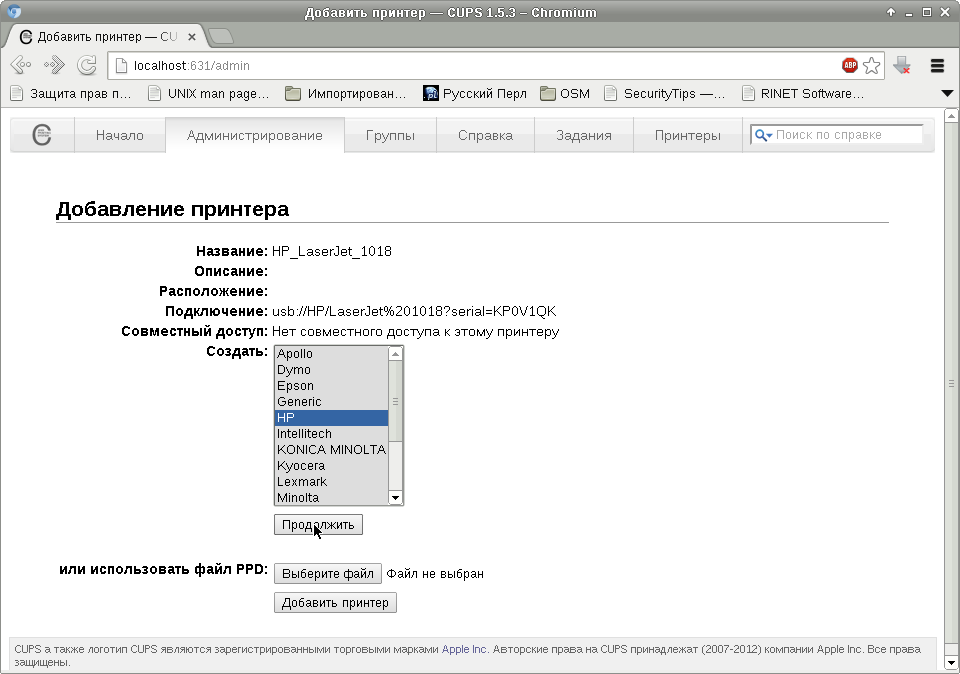 Добавить принтер — CUPS 1.5.3 – Chromium
Добавить принтер — CU
localhost:631/admin
ABP
Защита прав п... UNIX man page... Импортирован... Русский Перл OSM SecurityTips —... RINET Software...
Начало Администрирование Группы Справка Задания Принтеры Поиск по справке
Добавление принтера
Название: HP_LaserJet_1018
Описание:
Расположение:
Подключение: usb://HP/LaserJet%201018?serial=KP0V1QK
Совместный доступ: Нет совместного доступа к этому принтеру
Создать:
Apollo
Dymo
Epson
Generic
HP
Intellitech
KONICA MINOLTA
Kyocera
Lexmark
Minolta
Продолжить
или использовать файл PPD: Выберите файл Файл не выбран
Добавить принтер
CUPS а также логотип CUPS являются зарегистрированными торговыми марками Apple Inc. Авторские права на CUPS принадлежат (2007-2012) компании Apple Inc. Все права
защищены.